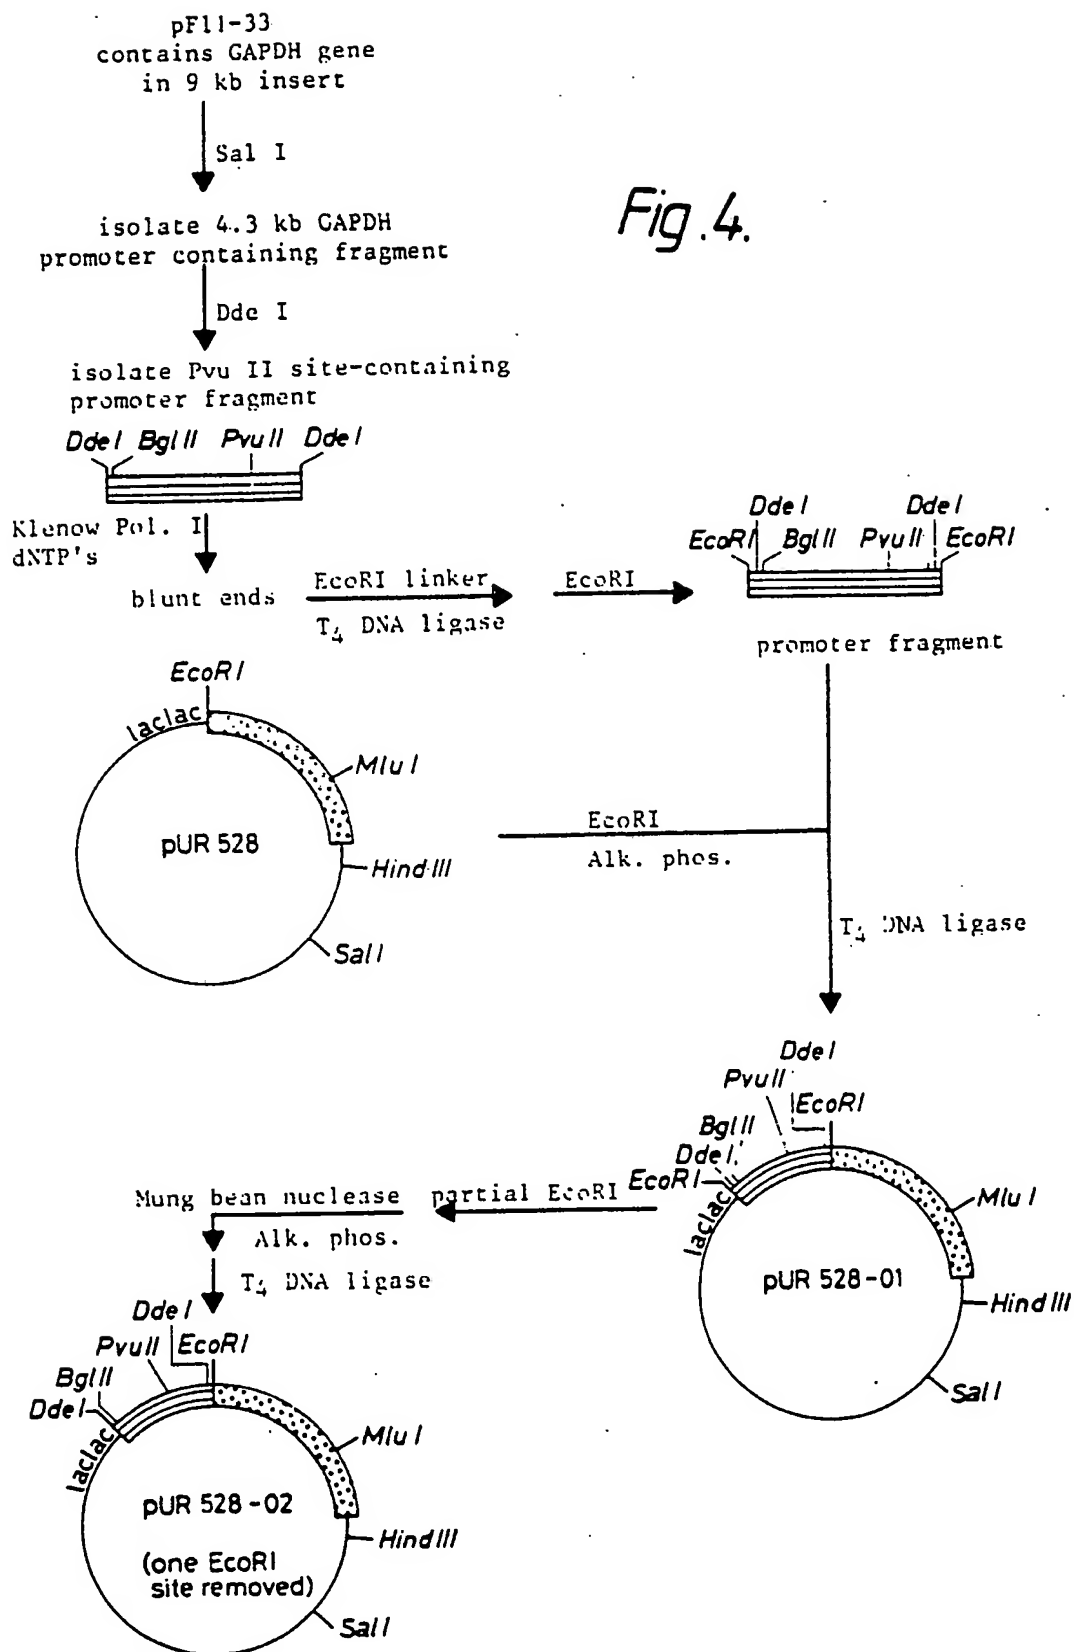 pF11-33
contains GAPDH gene
in 9 kb insert
Sal I
Fig.4.
isolate 4.3 kb GAPDH
promoter containing fragment
Dde I
isolate Pvu II site-containing
promoter fragment
DdeI BglII PvuII DdeI
Klenow Pol. I
dNTP's
blunt ends
EcoRI linker
T4 DNA ligase
EcoRI
DdeI DdeI
EcoRI BglII PvuII EcoRI
promoter fragment
EcoRI
laclac
MluI
pUR 528
HindIII
SalI
EcoRI
Alk. phos.
T4 DNA ligase
DdeI
PvuII
EcoRI
BglII
DdeI
EcoRI
laclac
MluI
pUR 528-01
HindIII
SalI
Mung bean nuclease partial EcoRI
Alk. phos.
T4 DNA ligase
DdeI
PvuII EcoRI
BglII
DdeI
laclac
MluI
pUR 528-02
HindIII
(one EcoRI
site removed)
SalI